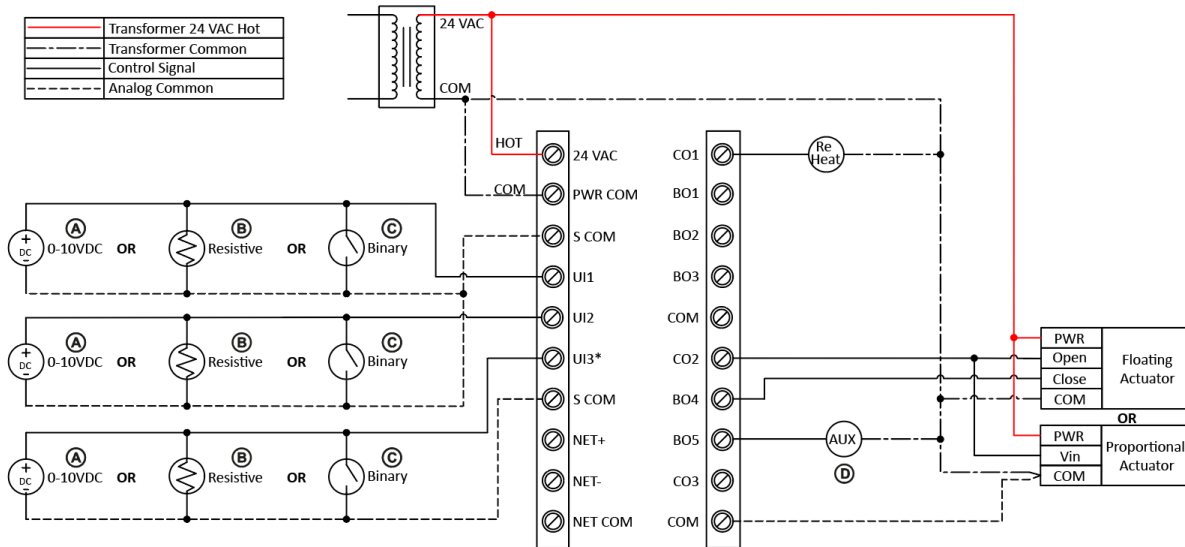 Transformer 24 VAC Hot
Transformer Common
Control Signal
Analog Common
24 VAC
COM
HOT
COM
24 VAC
PWR COM
S COM
UI1
UI2
UI3*
S COM
NET+
NET-
NET COM
CO1
BO1
BO2
BO3
COM
CO2
BO4
BO5
CO3
COM
Re
Heat
AUX
D
A
+
DC
-
0-10VDC OR
B
Resistive OR
C
Binary
A
+
DC
-
0-10VDC OR
B
Resistive OR
C
Binary
A
+
DC
-
0-10VDC OR
B
Resistive OR
C
Binary
PWR
Open
Close
COM
Floating
Actuator
OR
PWR
Vin
COM
Proportional
Actuator